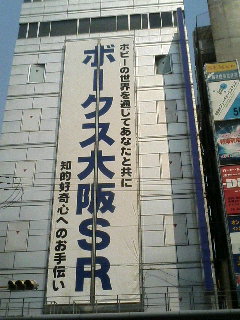 ホビーの世界を通じてあなたと共に
ボークス大阪SR
知的好奇心へのお手伝い